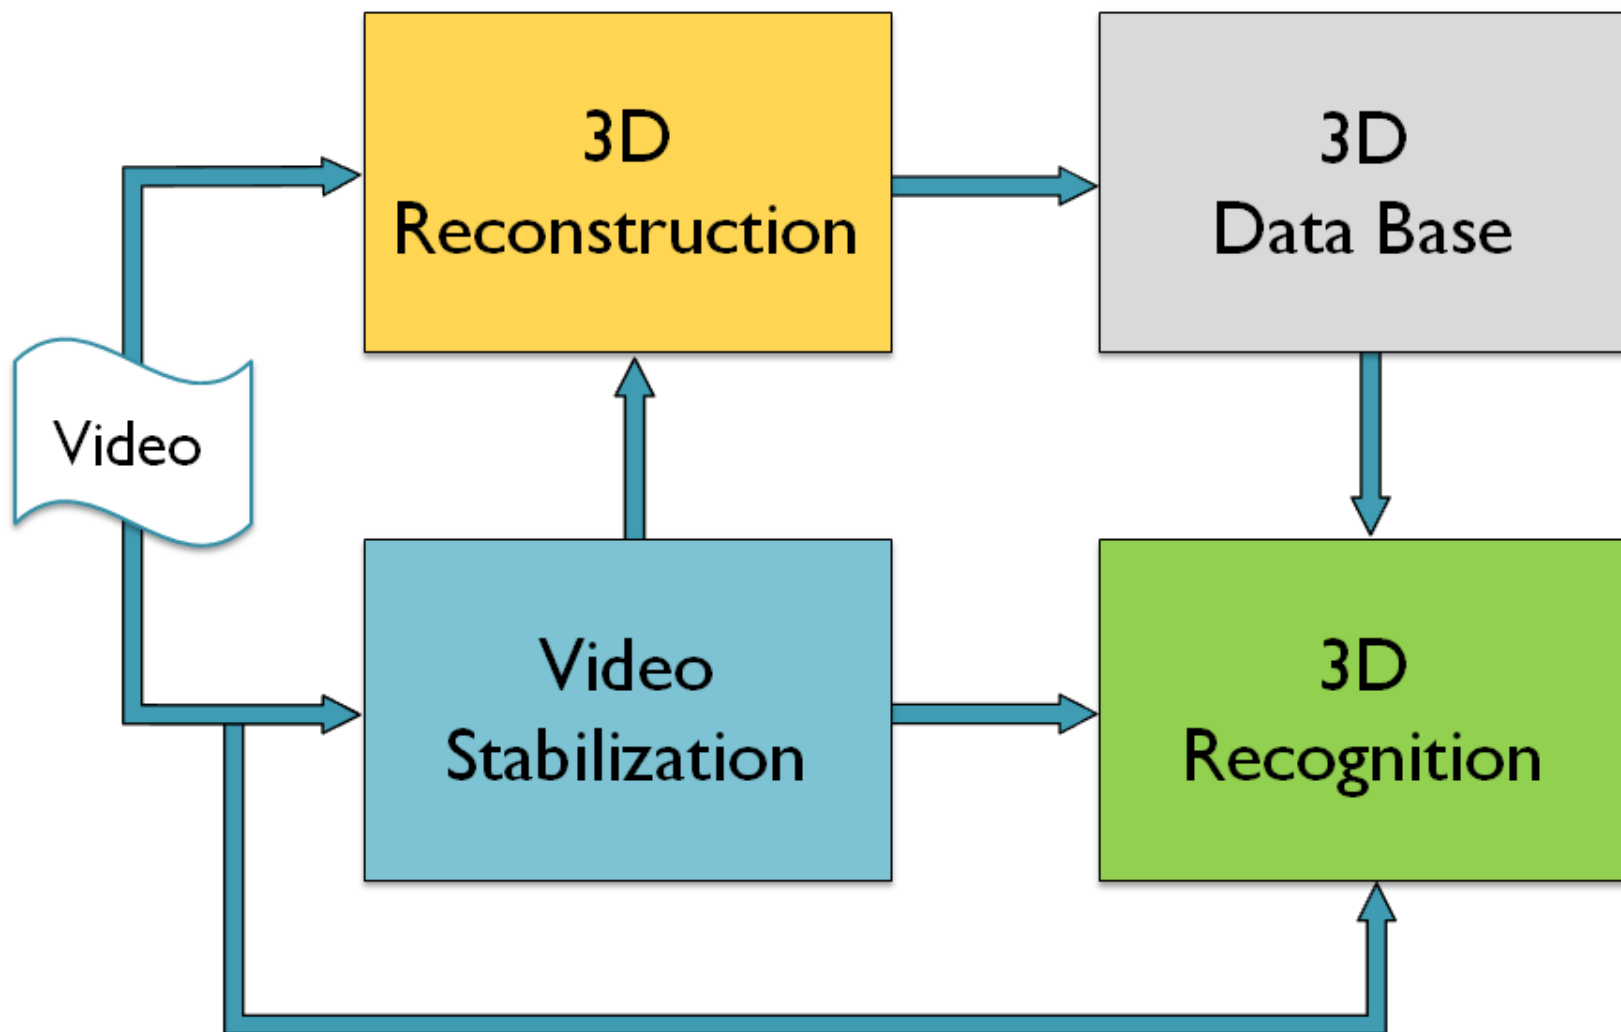 3D
Reconstruction
3D
Data Base
Video
Video
Stabilization
3D
Recognition